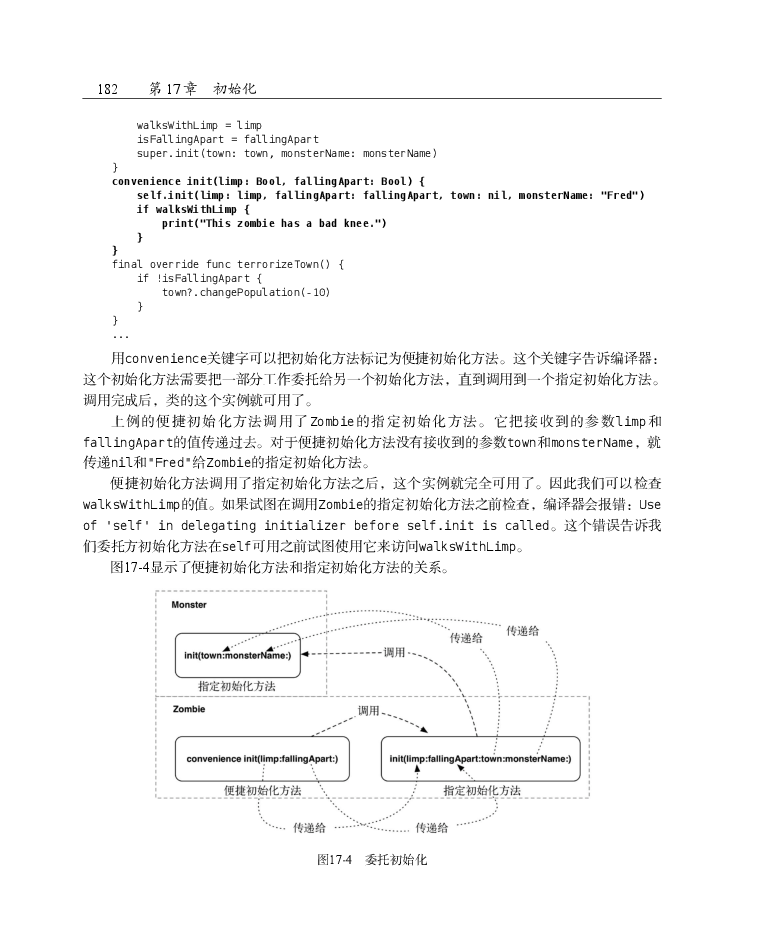 182 第17章 初始化
walksWithLimp = limp
isFallingApart = fallingApart
super.init(town: town, monsterName: monsterName)
}
convenience init(limp: Bool, fallingApart: Bool) {
self.init(limp: limp, fallingApart: fallingApart, town: nil, monsterName: "Fred")
if walksWithLimp {
print("This zombie has a bad knee.")
}
}
final override func terrorizeTown() {
if !isFallingApart {
town?.changePopulation(-10)
}
}
...
用convenience关键字可以把初始化方法标记为便捷初始化方法。这个关键字告诉编译器：
这个初始化方法需要把一部分工作委托给另一个初始化方法，直到调用到一个指定初始化方法。
调用完成后，类的这个实例就可用了。
上例的便捷初始化方法调用了Zombie的指定初始化方法。它把接收到的参数limp和
fallingApart的值传递过去。对于便捷初始化方法没有接收到的参数town和monsterName，就
传递nil和"Fred"给Zombie的指定初始化方法。
便捷初始化方法调用了指定初始化方法之后，这个实例就完全可用了。因此我们可以检查
walksWithLimp的值。如果试图在调用Zombie的指定初始化方法之前检查，编译器会报错：Use
of 'self' in delegating initializer before self.init is called。这个错误告诉我
们委托方初始化方法在self可用之前试图使用它来访问walksWithLimp。
图17-4显示了便捷初始化方法和指定初始化方法的关系。
Monster
传递给
传递给
init(town:monsterName:)
调用
指定初始化方法
Zombie
调用
convenience init(limp:fallingApart:)
init(limp:fallingApart:town:monsterName:)
便捷初始化方法
指定初始化方法
传递给
传递给
图17-4 委托初始化